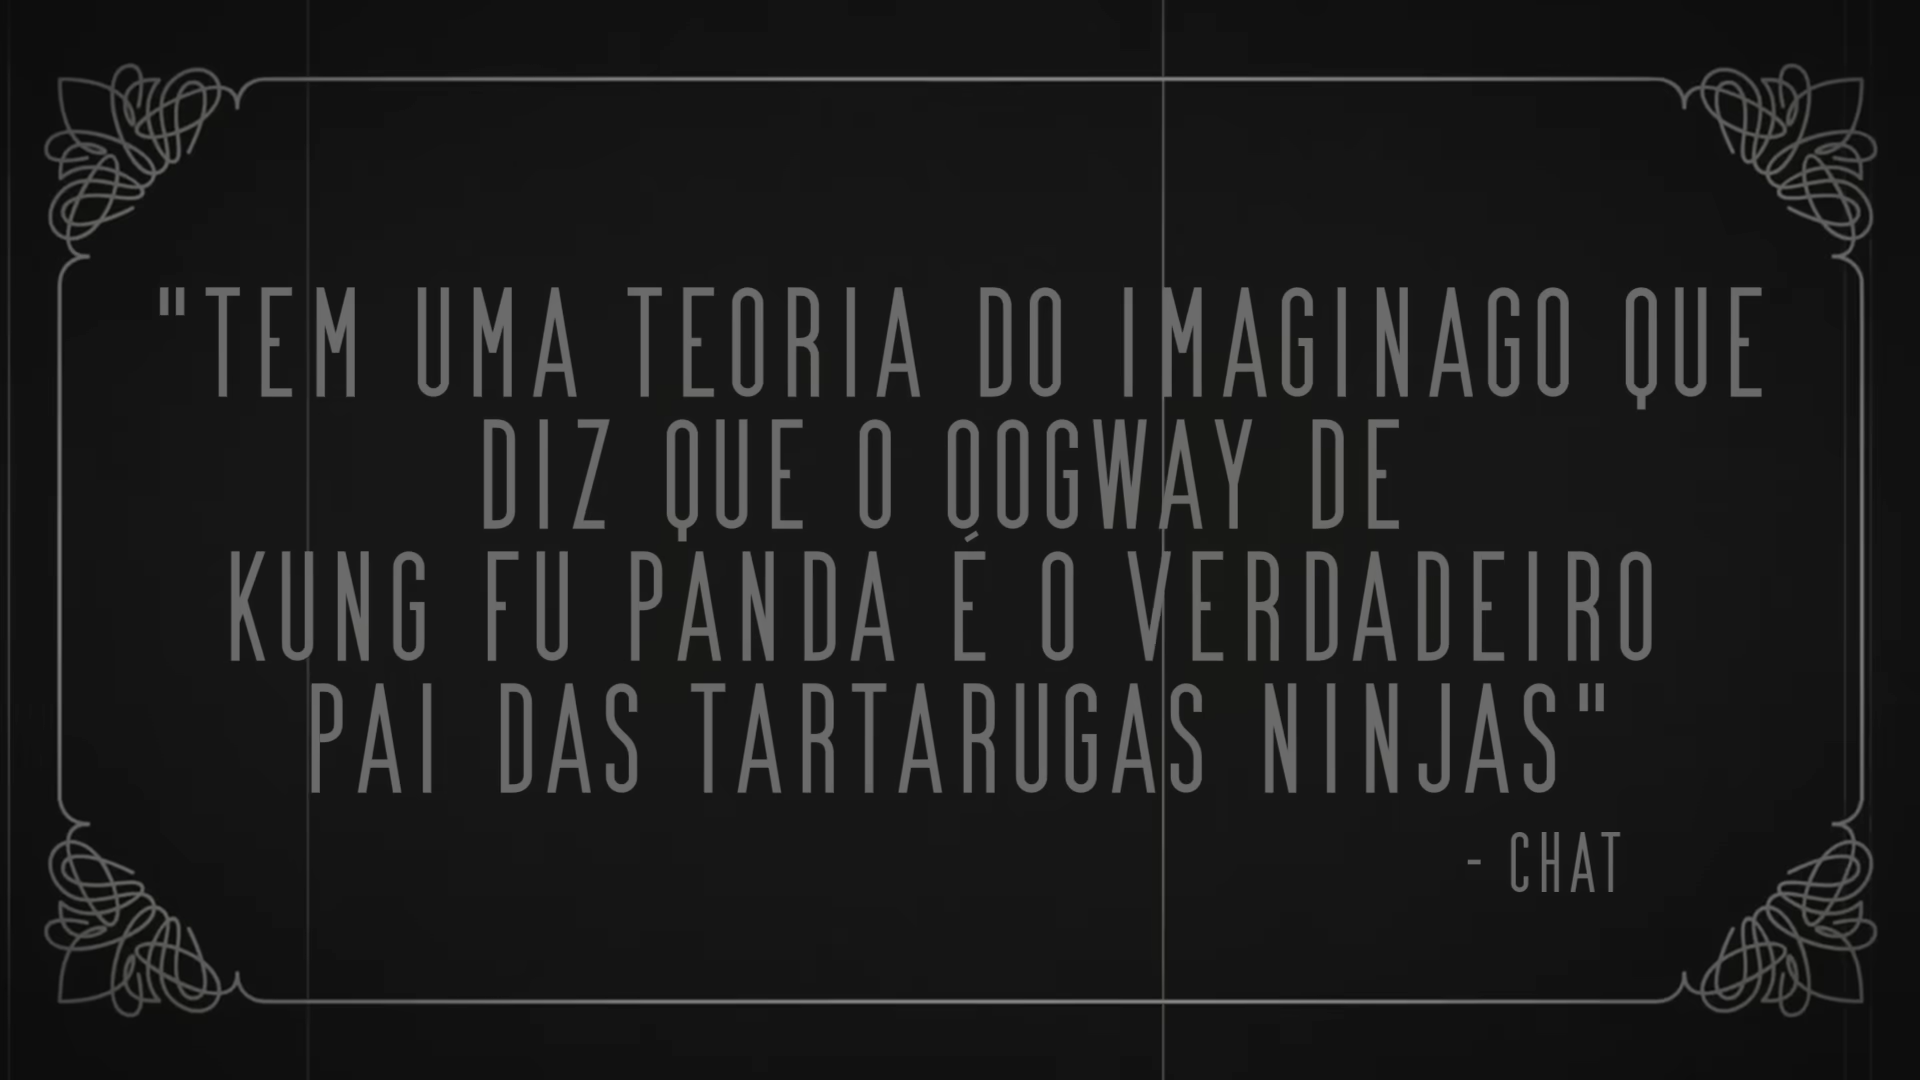 "TEM UMA TEORIA DO IMAGINAGO QUE
DIZ QUE O OOGWAY DE
KUNG FU PANDA É O VERDADEIRO
PAI DAS TARTARUGAS NINJAS"
- CHAT